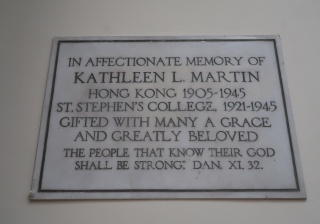 IN AFFECTIONATE MEMORY OF
KATHLEEN L. MARTIN
HONG KONG 1905-1945
ST. STEPHEN'S COLLEGE, 1921-1945
GIFTED WITH MANY A GRACE
AND GREATLY BELOVED
THE PEOPLE THAT KNOW THEIR GOD
SHALL BE STRONG." DAN. XI, 32.